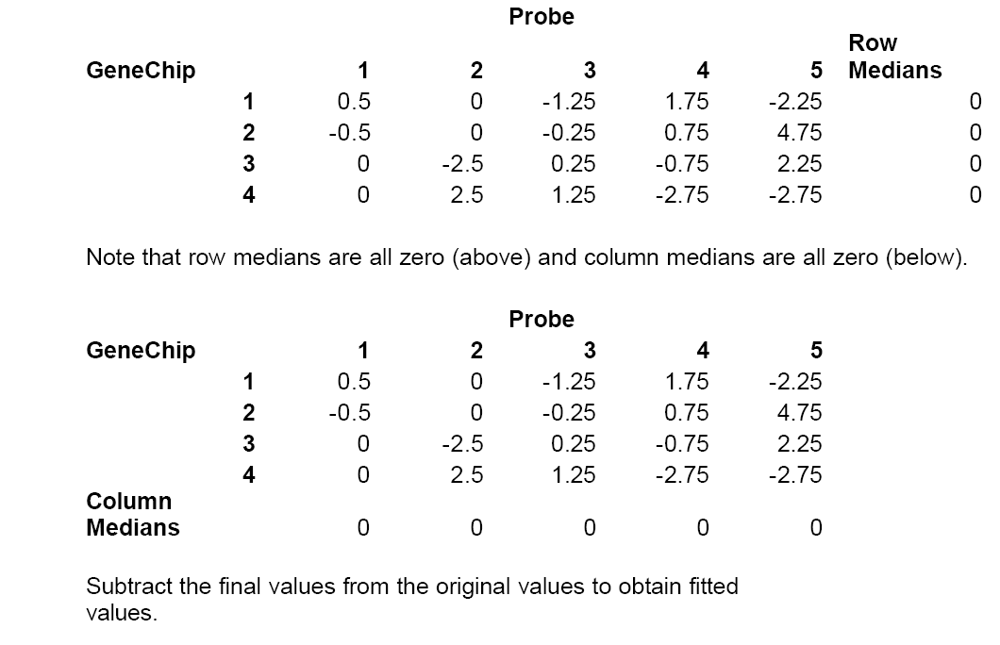 Probe
Row
GeneChip 1 2 3 4 5 Medians
1 0.5 0 -1.25 1.75 -2.25 0
2 -0.5 0 -0.25 0.75 4.75 0
3 0 -2.5 0.25 -0.75 2.25 0
4 0 2.5 1.25 -2.75 -2.75 0
Note that row medians are all zero (above) and column medians are all zero (below).
Probe
GeneChip 1 2 3 4 5
1 0.5 0 -1.25 1.75 -2.25
2 -0.5 0 -0.25 0.75 4.75
3 0 -2.5 0.25 -0.75 2.25
4 0 2.5 1.25 -2.75 -2.75
Column
Medians 0 0 0 0 0
Subtract the final values from the original values to obtain fitted
values.